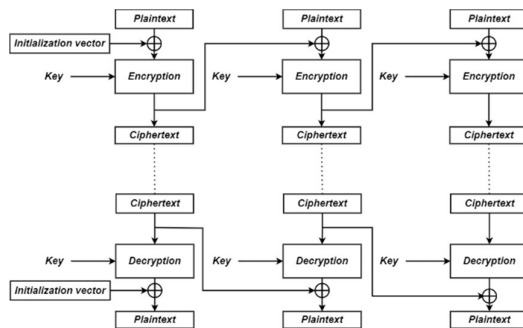 Plaintext Plaintext Plaintext
Initialization vector
Key Encryption Key Encryption Key Encryption
Ciphertext Ciphertext Ciphertext
Ciphertext Ciphertext Ciphertext
Key Decryption Key Decryption Key Decryption
Initialization vector
Plaintext Plaintext Plaintext